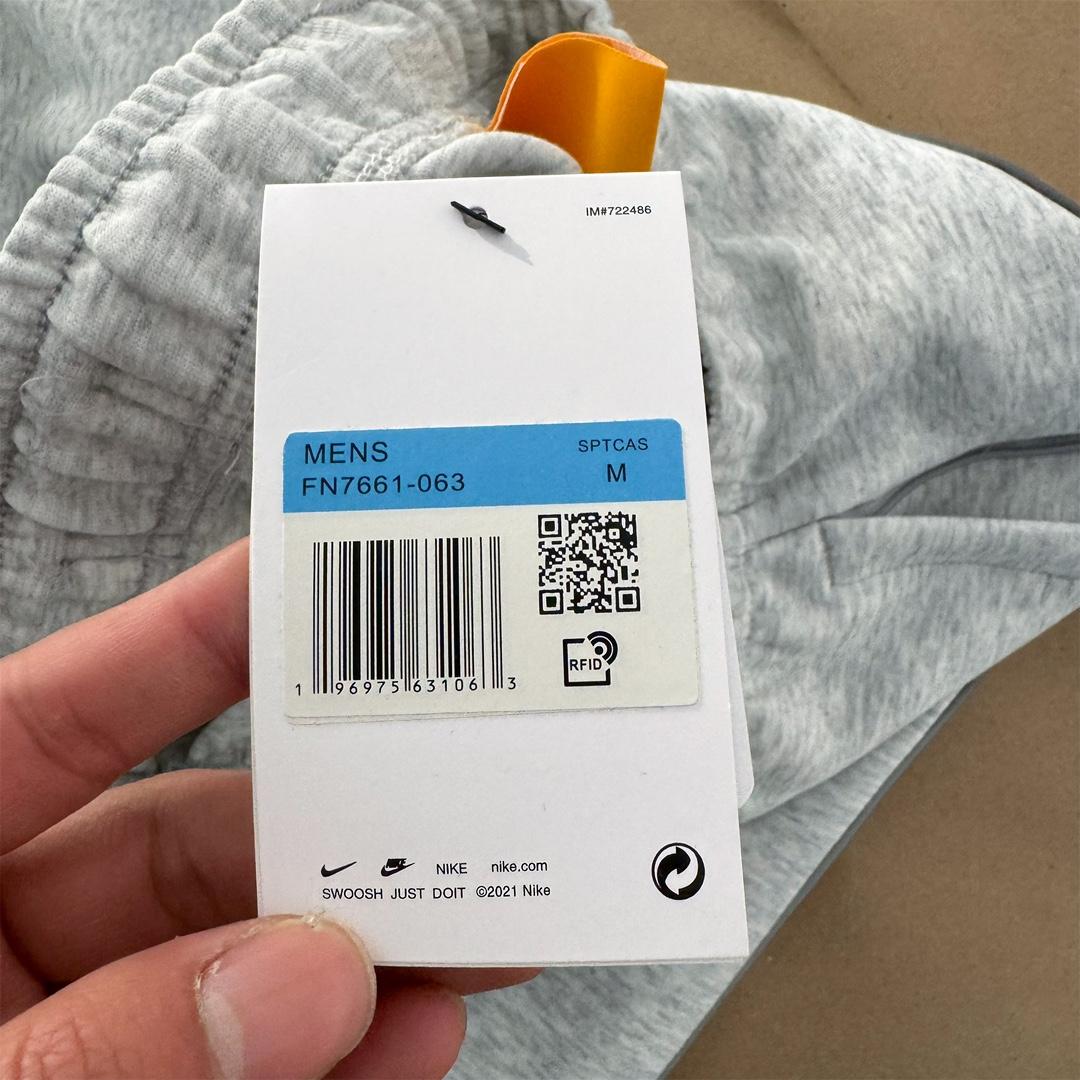 IM#722486
MENS
SPTCAS
FN7661-063
M
RFID
1 96975 63106 3
NIKE nike.com
SWOOSH JUST DOIT ©2021 Nike